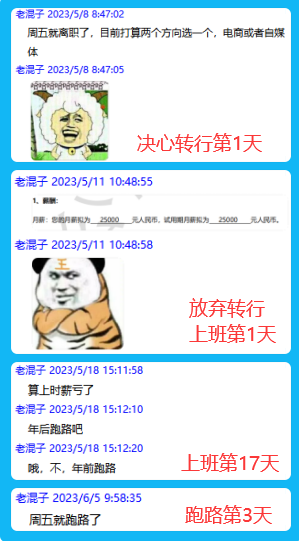 老混子 2023/5/8 8:47:02
周五就离职了，目前打算两个方向选一个，电商或者自媒
体
老混子 2023/5/8 8:47:05
决心转行第1天
老混子 2023/5/11 10:48:55
1、薪酬：
月薪：您的月薪拟为 25000 元人民币，试用期月薪拟为 25000 元人民币。
老混子 2023/5/11 10:48:58
王
放弃转行
上班第1天
老混子 2023/5/18 15:11:58
算上时薪亏了
老混子 2023/5/18 15:12:10
年后跑路吧
老混子 2023/5/18 15:12:20
哦，不，年前跑路
上班第17天
老混子 2023/6/5 9:58:35
周五就跑路了
跑路第3天